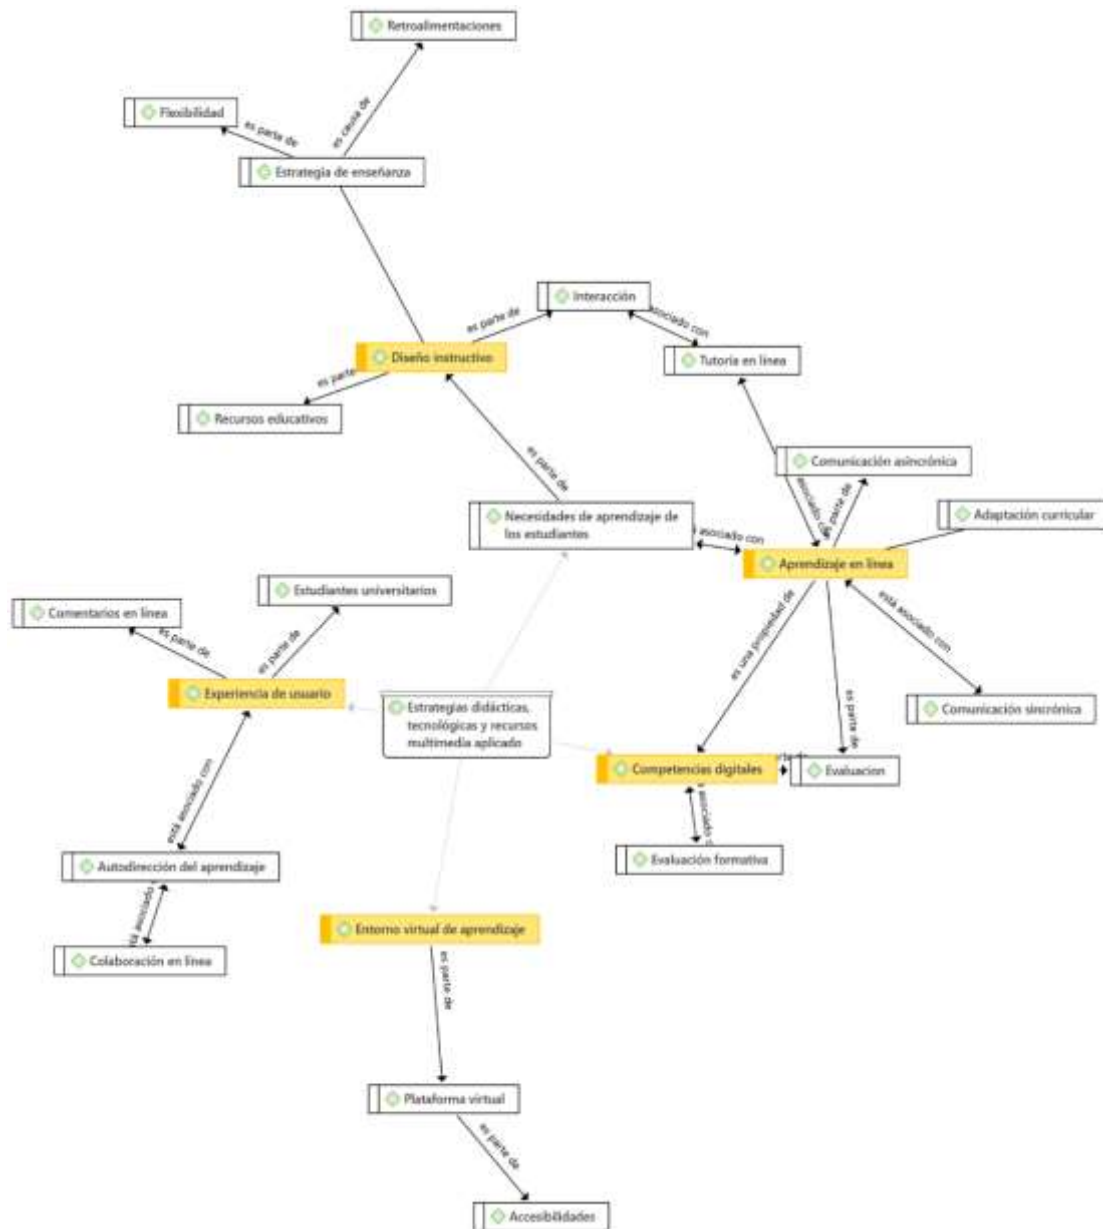 Retroalimentaciones
Flexibilidad
es parte de
es causa de
Estrategia de enseñanza
Interacción
es parte de
asociado con
Diseño instructivo
Tutoría en línea
es parte
Recursos educativos
es parte de
Comunicación asincrónica
asociado con
es parte de
Necesidades de aprendizaje de
los estudiantes
asociado con
Adaptación curricular
Aprendizaje en línea
Estudiantes universitarios
Comentarios en línea
es parte de
es parte de
es una propiedad de
está asociado con
Experiencia de usuario
Estrategias didácticas,
tecnológicas y recursos
multimedia aplicado
Comunicación sincrónica
es parte de
Competencias digitales
Evaluacion
está asociado con
asociado
Evaluación formativa
Autodirección del aprendizaje
asociado
Colaboración en línea
Entorno virtual de aprendizaje
es parte de
Plataforma virtual
es parte de
Accesibilidades